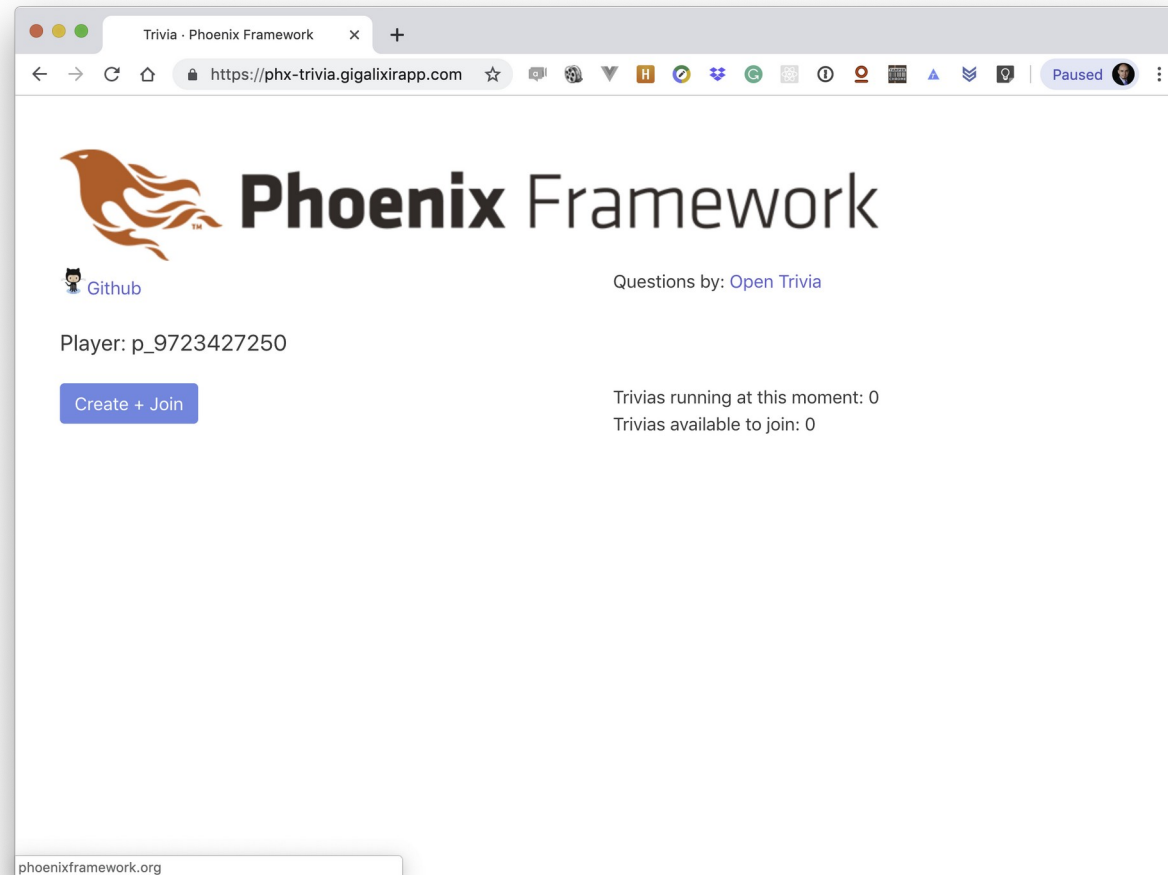 Trivia · Phoenix Framework
https://phx-trivia.gigalixirapp.com
Paused
Phoenix Framework
TM
Github
Questions by: Open Trivia
Player: p_9723427250
Create + Join
Trivias running at this moment: 0
Trivias available to join: 0
phoenixframework.org